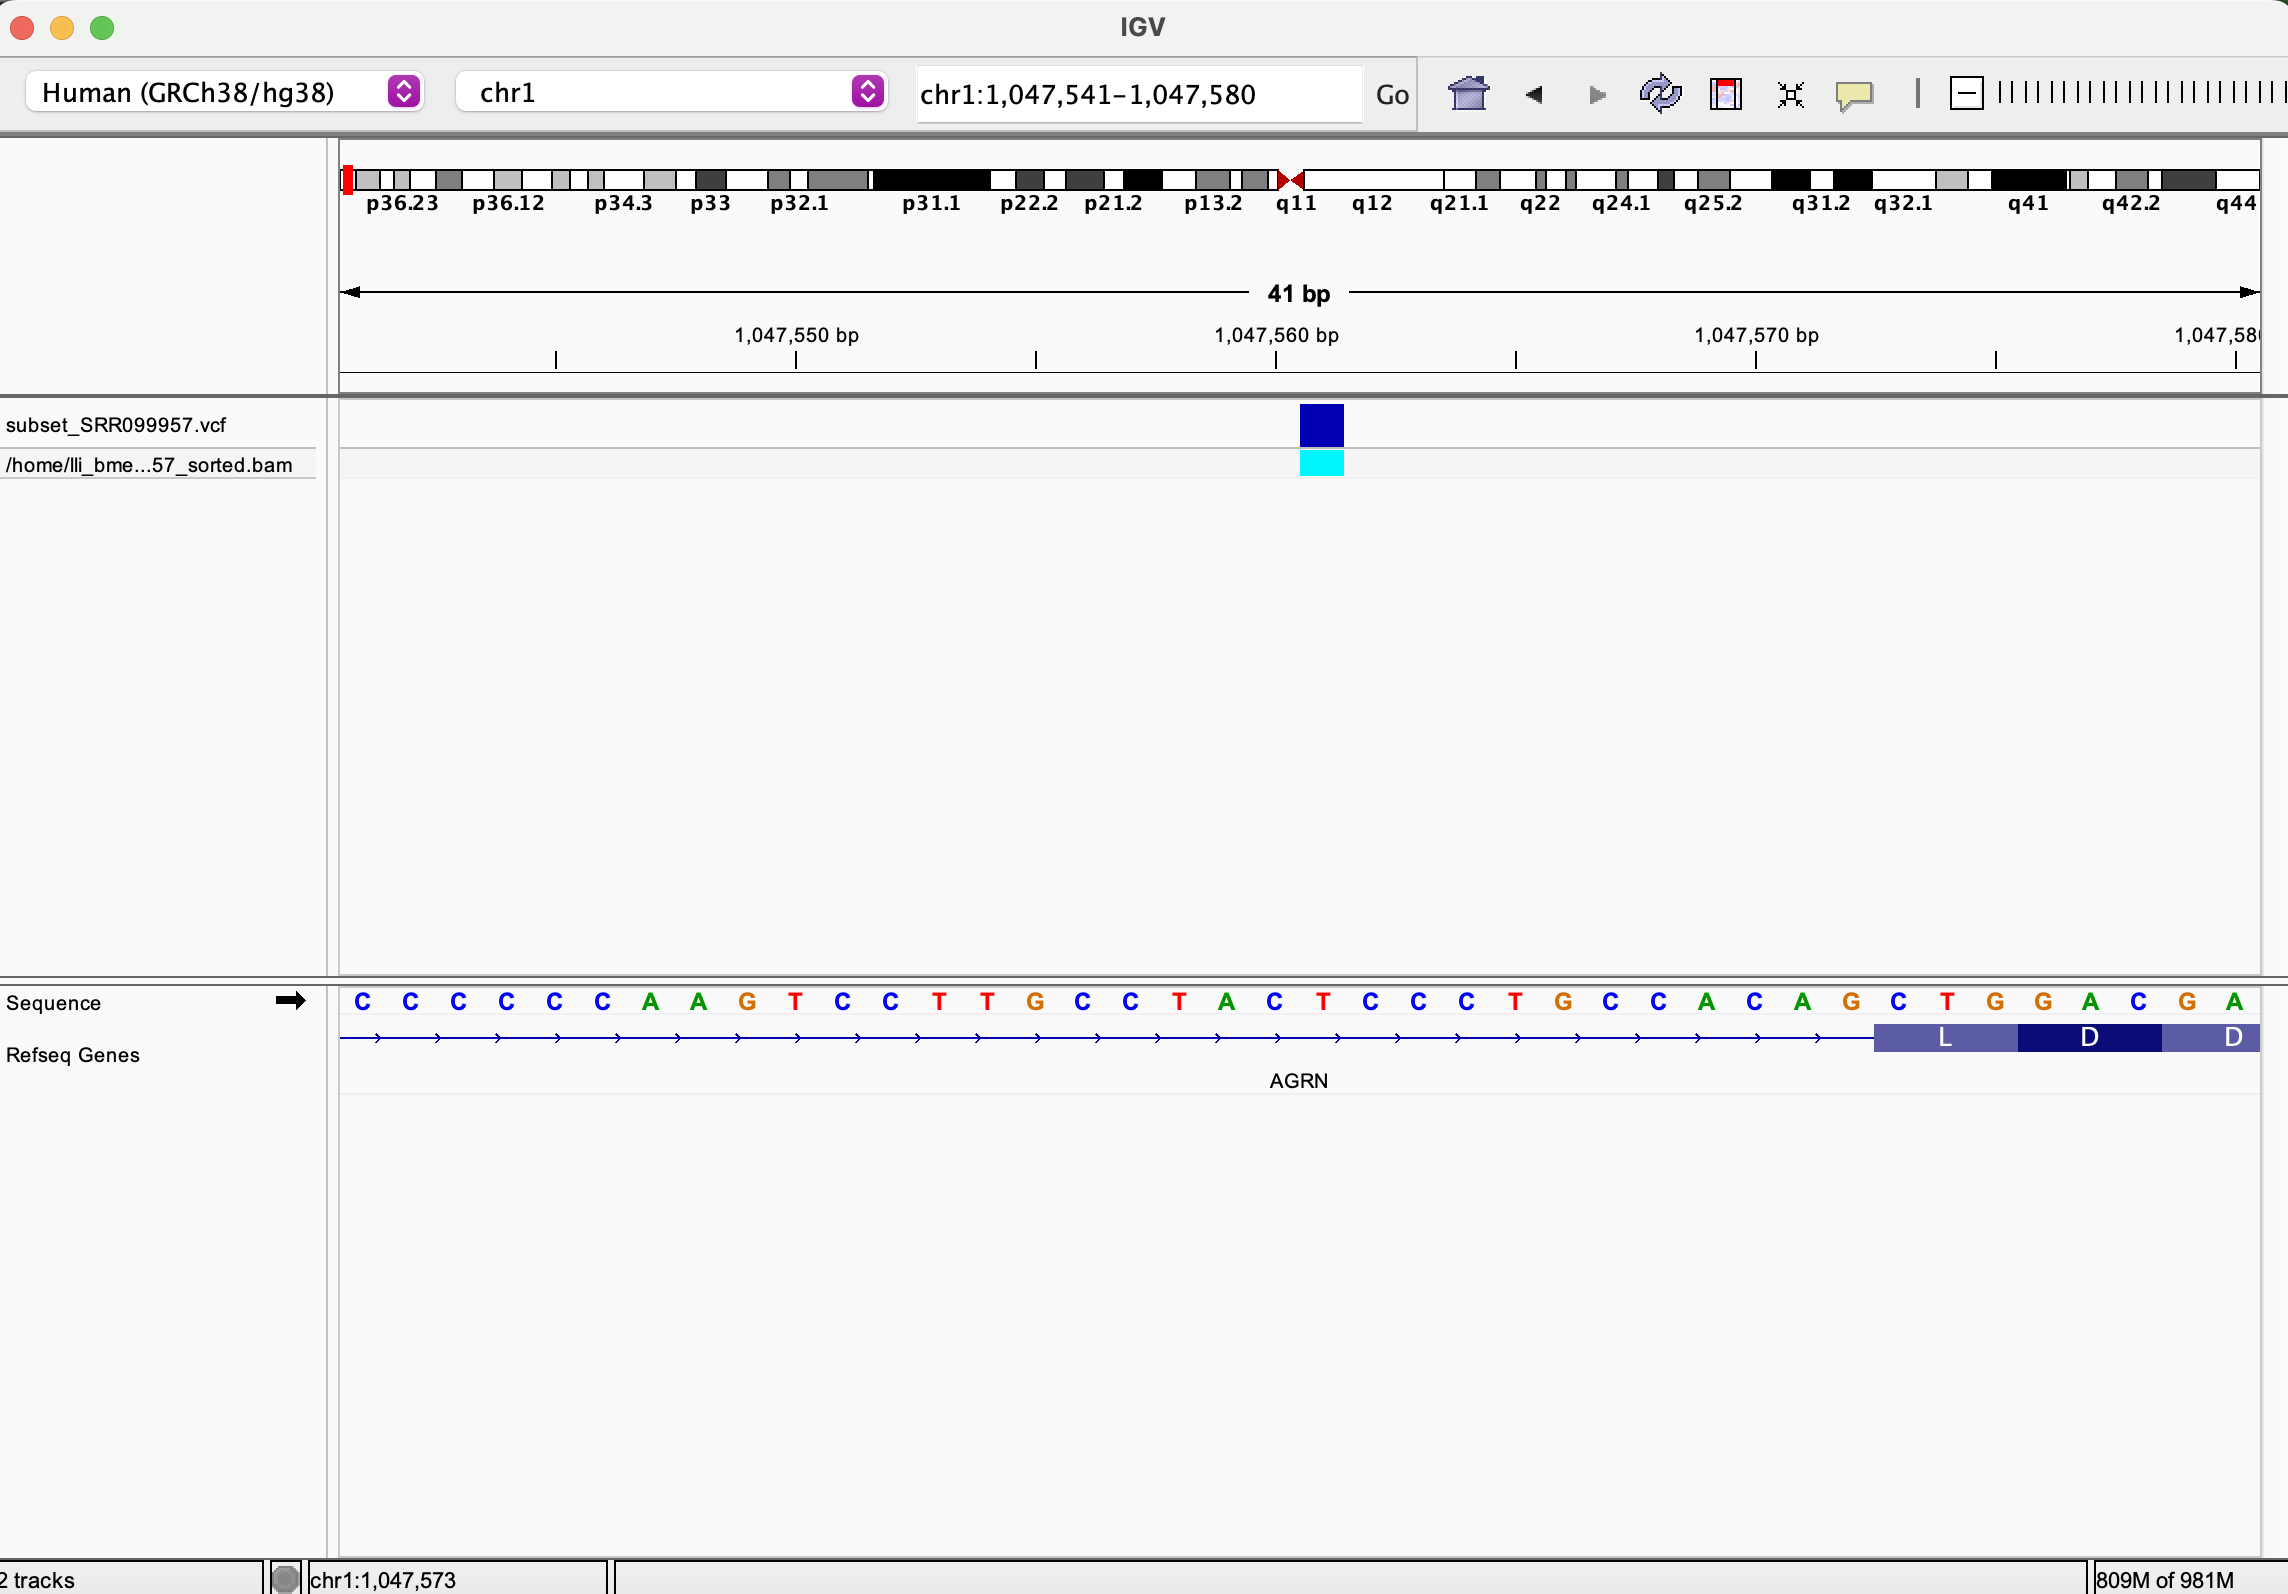 IGV
Human (GRCh38/hg38) chr1 chr1:1,047,541-1,047,580 Go
p36.23 p36.12 p34.3 p33 p32.1 p31.1 p22.2 p21.2 p13.2 q11 q12 q21.1 q22 q24.1 q25.2 q31.2 q32.1 q41 q42.2 q44
41 bp
1,047,550 bp 1,047,560 bp 1,047,570 bp 1,047,580
subset_SRR099957.vcf
/home/lli_bme...57_sorted.bam
Sequence C C C C C C A A G T C C T T G C C T A C T C C C T G C C A C A G C T G G A C G A
Refseq Genes L D D
AGRN
2 tracks chr1:1,047,573 809M of 981M